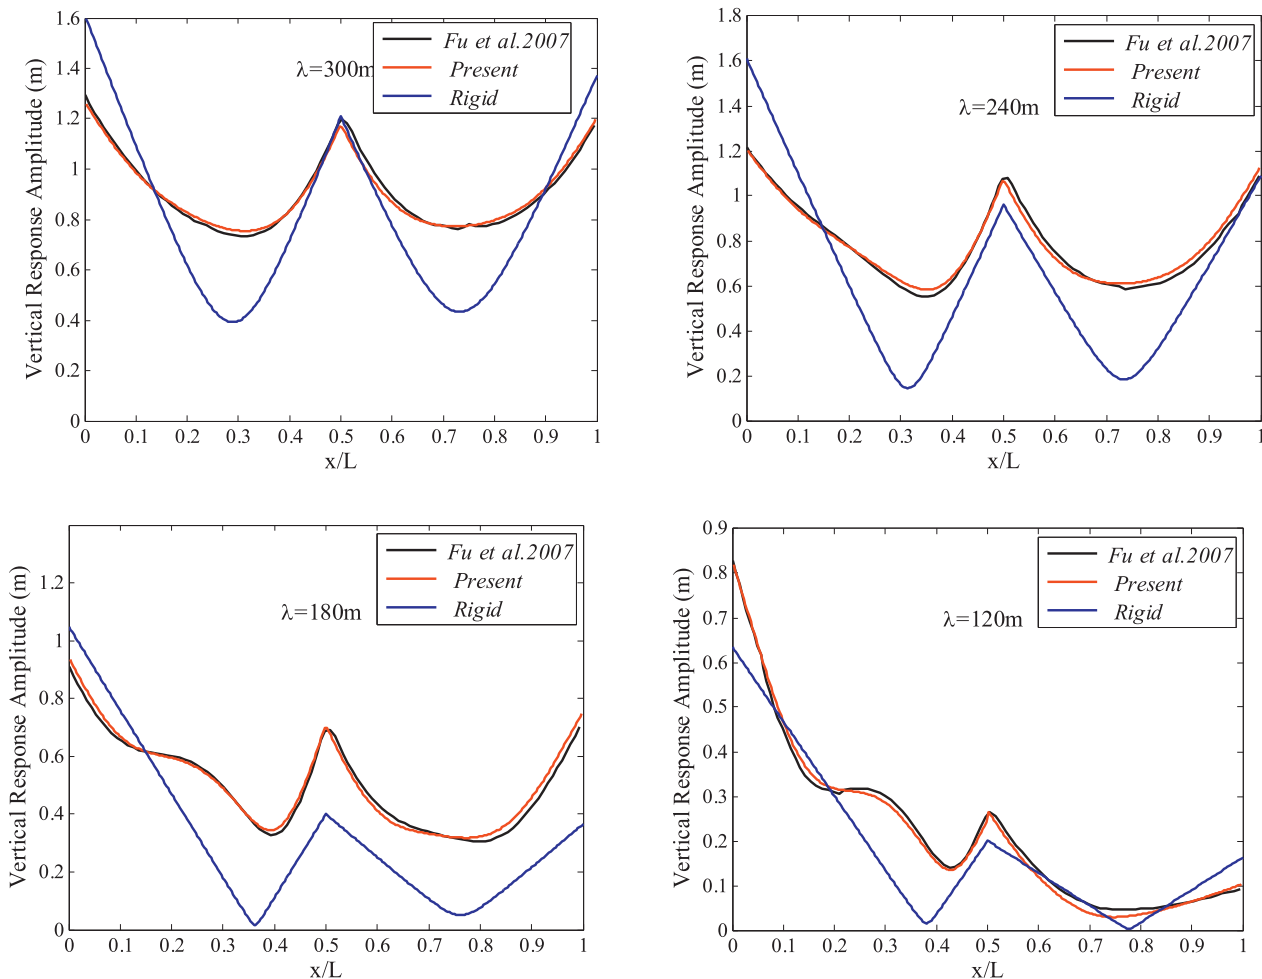 1.6
1.4
1.2
1
0.8
0.6
0.4
0.2
0
Vertical Response Amplitude (m)
λ=300m
Fu et al.2007
Present
Rigid
0 0.1 0.2 0.3 0.4 0.5 0.6 0.7 0.8 0.9 1
x/L
1.8
1.6
1.4
1.2
1
0.8
0.6
0.4
0.2
0
Vertical Response Amplitude (m)
λ=240m
Fu et al.2007
Present
Rigid
0 0.1 0.2 0.3 0.4 0.5 0.6 0.7 0.8 0.9 1
x/L
1.2
1
0.8
0.6
0.4
0.2
0
Vertical Response Amplitude (m)
λ=180m
Fu et al.2007
Present
Rigid
0 0.1 0.2 0.3 0.4 0.5 0.6 0.7 0.8 0.9 1
x/L
0.9
0.8
0.7
0.6
0.5
0.4
0.3
0.2
0.1
0
Vertical Response Amplitude (m)
λ=120m
Fu et al.2007
Present
Rigid
0 0.1 0.2 0.3 0.4 0.5 0.6 0.7 0.8 0.9 1
x/L